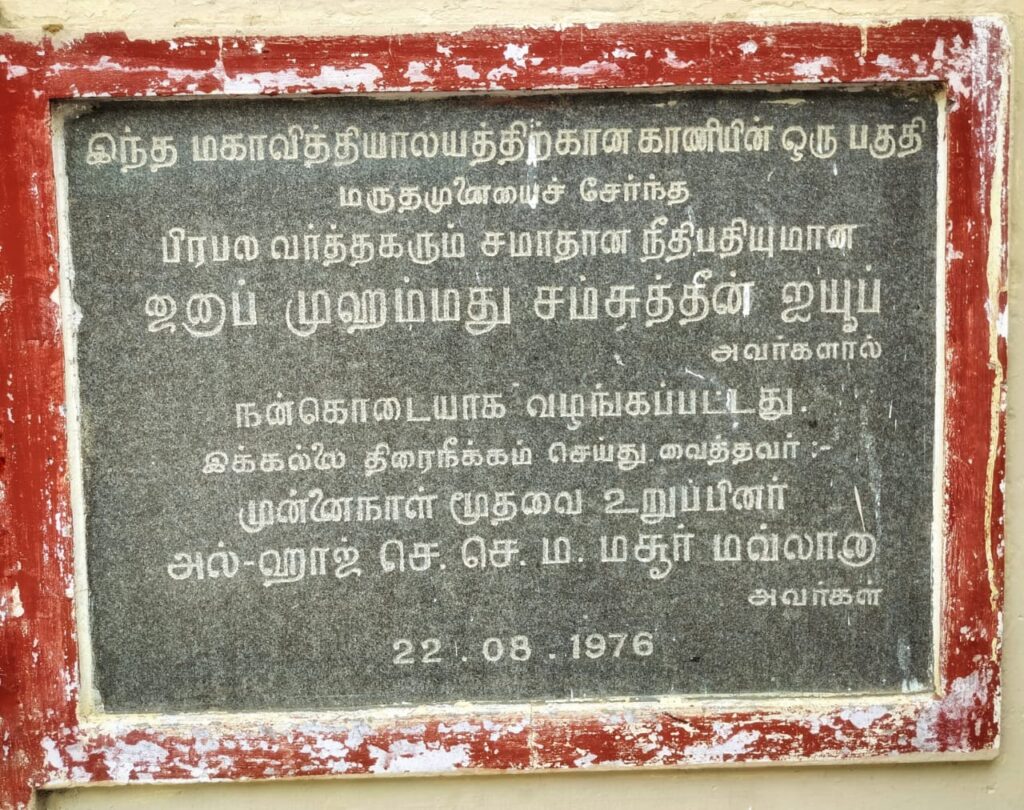 இந்த மகாவித்தியாலயத்திற்கான காணியின் ஒரு பகுதி
மருதமுனையைச் சேர்ந்த
பிரபல வர்த்தகரும் சமாதான நீதிபதியுமான
ஜனாப் முஹம்மது சம்சுத்தீன் ஐயூப்
அவர்களால்
நன்கொடையாக வழங்கப்பட்டது.
இக்கல்லை திரைநீக்கம் செய்து வைத்தவர் :-
முன்னைநாள் மூதவை உறுப்பினர்
அல்-ஹாஜ் செ. செ. ம. மசூர் மவ்லானா
அவர்கள்
22 . 08 . 1976